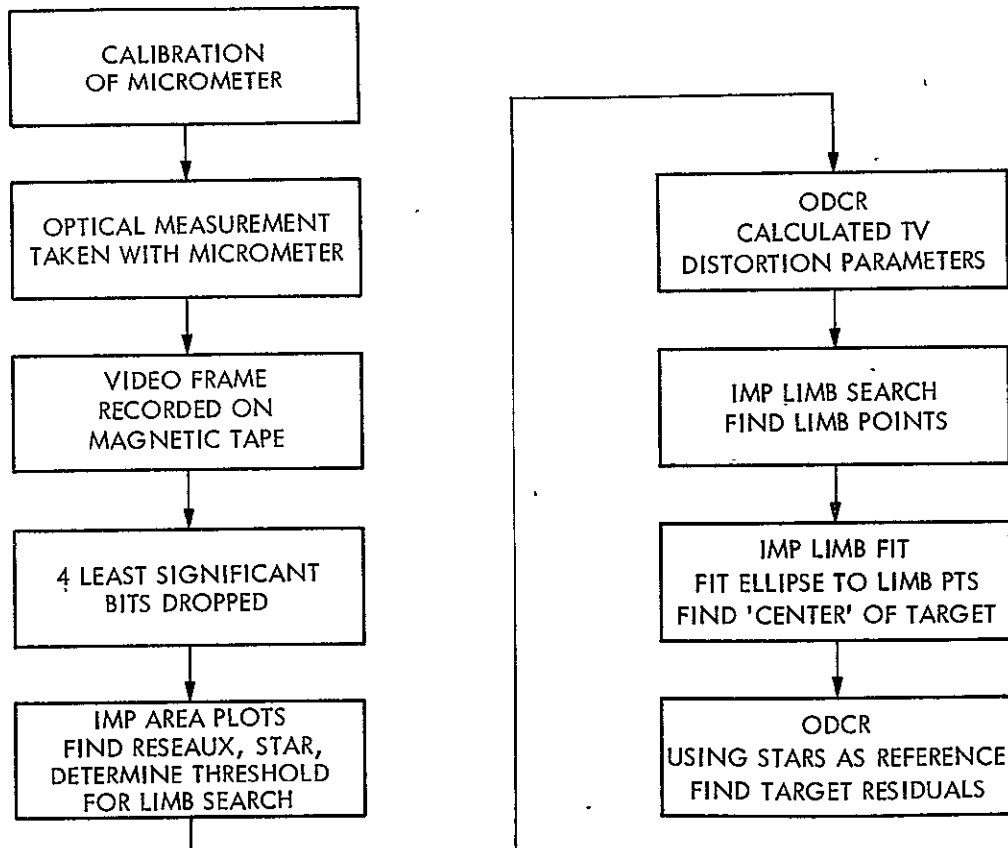 CALIBRATION
OF MICROMETER
OPTICAL MEASUREMENT
TAKEN WITH MICROMETER
VIDEO FRAME
RECORDED ON
MAGNETIC TAPE
4 LEAST SIGNIFICANT
BITS DROPPED
IMP AREA PLOTS
FIND RESEAUX, STAR,
DETERMINE THRESHOLD
FOR LIMB SEARCH
ODCR
CALCULATED TV
DISTORTION PARAMETERS
IMP LIMB SEARCH
FIND LIMB POINTS
IMP LIMB FIT
FIT ELLIPSE TO LIMB PTS
FIND 'CENTER' OF TARGET
ODCR
USING STARS AS REFERENCE
FIND TARGET RESIDUALS